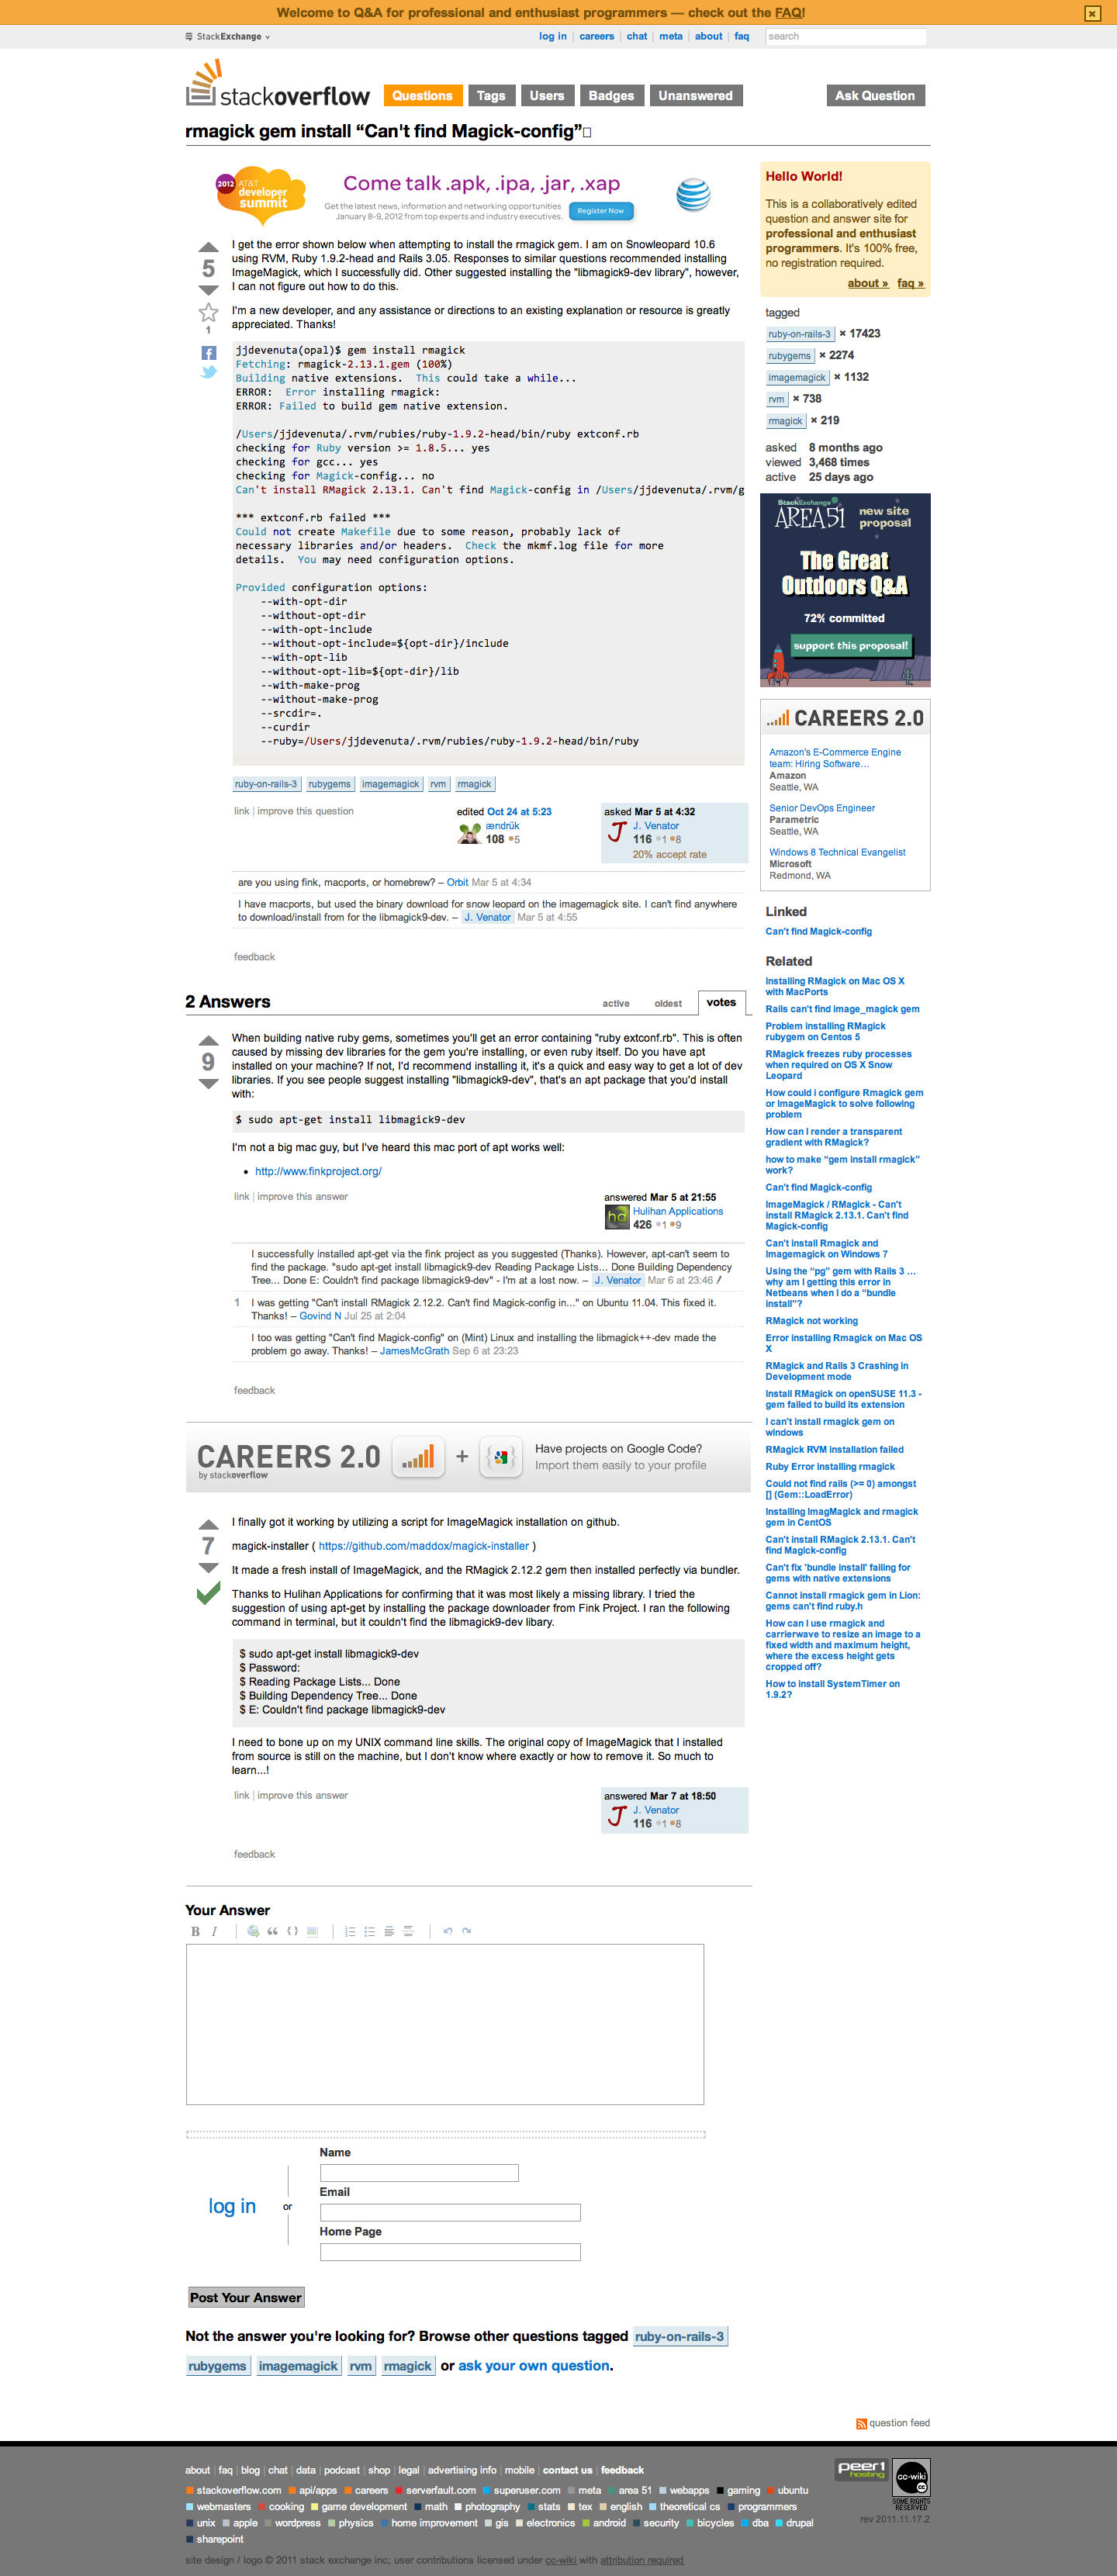 Welcome to Q&A for professional and enthusiast programmers — check out the FAQ!
StackExchange
log in | careers | chat | meta | about | faq
search
stackoverflow
Questions
Tags
Users
Badges
Unanswered
Ask Question
rmagick gem install “Can't find Magick-config”
2012 AT&T developer summit
Come talk .apk, .ipa, .jar, .xap
Get the latest news, information and networking opportunities
January 8-9, 2012 from top experts and industry executives.
Register Now
5
1
I get the error shown below when attempting to install the rmagick gem. I am on Snowleopard 10.6
using RVM, Ruby 1.9.2-head and Rails 3.05. Responses to similar questions recommended installing
ImageMagick, which I successfully did. Other suggested installing the "libmagick9-dev library", however,
I can not figure out how to do this.
I'm a new developer, and any assistance or directions to an existing explanation or resource is greatly
appreciated. Thanks!
jjdevenuta(opal)$ gem install rmagick
Fetching: rmagick-2.13.1.gem (100%)
Building native extensions.  This could take a while...
ERROR:  Error installing rmagick:
ERROR: Failed to build gem native extension.
/Users/jjdevenuta/.rvm/rubies/ruby-1.9.2-head/bin/ruby extconf.rb
checking for Ruby version >= 1.8.5... yes
checking for gcc... yes
checking for Magick-config... no
Can't install RMagick 2.13.1. Can't find Magick-config in /Users/jjdevenuta/.rvm/g
*** extconf.rb failed ***
Could not create Makefile due to some reason, probably lack of
necessary libraries and/or headers.  Check the mkmf.log file for more
details.  You may need configuration options.
Provided configuration options:
--with-opt-dir
--without-opt-dir
--with-opt-include
--without-opt-include=${opt-dir}/include
--with-opt-lib
--without-opt-lib=${opt-dir}/lib
--with-make-prog
--without-make-prog
--srcdir=.
--curdir
--ruby=/Users/jjdevenuta/.rvm/rubies/ruby-1.9.2-head/bin/ruby
ruby-on-rails-3 rubygems imagemagick rvm rmagick
link | improve this question
edited Oct 24 at 5:23
ændrük
108 5
asked Mar 5 at 4:32
J. Venator
116 1 8
20% accept rate
are you using fink, macports, or homebrew? – Orbit Mar 5 at 4:34
I have macports, but used the binary download for snow leopard on the imagemagick site. I can't find anywhere
to download/install from for the libmagick9-dev. – J. Venator Mar 5 at 4:55
feedback
2 Answers
active
oldest
votes
9
When building native ruby gems, sometimes you'll get an error containing "ruby extconf.rb". This is often
caused by missing dev libraries for the gem you're installing, or even ruby itself. Do you have apt
installed on your machine? If not, I'd recommend installing it, it's a quick and easy way to get a lot of dev
libraries. If you see people suggest installing "libmagick9-dev", that's an apt package that you'd install
with:
$ sudo apt-get install libmagick9-dev
I'm not a big mac guy, but I've heard this mac port of apt works well:
http://www.finkproject.org/
link | improve this answer
answered Mar 5 at 21:55
hd
Hulihan Applications
426 1 9
I successfully installed apt-get via the fink project as you suggested (Thanks). However, apt-can't seem to
find the package. "sudo apt-get install libmagick9-dev Reading Package Lists... Done Building Dependency
Tree... Done E: Couldn't find package libmagick9-dev" - I'm at a lost now. – J. Venator Mar 6 at 23:46
1 I was getting "Can't install RMagick 2.12.2. Can't find Magick-config in..." on Ubuntu 11.04. This fixed it.
Thanks! – Govind N Jul 25 at 2:04
I too was getting "Can't find Magick-config" on (Mint) Linux and installing the libmagick++-dev made the
problem go away. Thanks! – JamesMcGrath Sep 6 at 23:23
feedback
CAREERS 2.0
by stackoverflow
+
Have projects on Google Code?
Import them easily to your profile
7
I finally got it working by utilizing a script for ImageMagick installation on github.
magick-installer ( https://github.com/maddox/magick-installer )
It made a fresh install of ImageMagick, and the RMagick 2.12.2 gem then installed perfectly via bundler.
Thanks to Hulihan Applications for confirming that it was most likely a missing library. I tried the
suggestion of using apt-get by installing the package downloader from Fink Project. I ran the following
command in terminal, but it couldn't find the libmagick9-dev libary.
$ sudo apt-get install libmagick9-dev
$ Password:
$ Reading Package Lists... Done
$ Building Dependency Tree... Done
$ E: Couldn't find package libmagick9-dev
I need to bone up on my UNIX command line skills. The original copy of ImageMagick that I installed
from source is still on the machine, but I don't know where exactly or how to remove it. So much to
learn...!
link | improve this answer
answered Mar 7 at 18:50
J. Venator
116 1 8
feedback
Your Answer
B I
log in
or
Name
Email
Home Page
Post Your Answer
Not the answer you're looking for? Browse other questions tagged ruby-on-rails-3
rubygems imagemagick rvm rmagick or ask your own question.
Hello World!
This is a collaboratively edited
question and answer site for
professional and enthusiast
programmers. It's 100% free,
no registration required.
about » faq »
tagged
ruby-on-rails-3 × 17423
rubygems × 2274
imagemagick × 1132
rvm × 738
rmagick × 219
asked 8 months ago
viewed 3,468 times
active 25 days ago
StackExchange
AREA51
new site
proposal
The Great
Outdoors Q&A
72% committed
support this proposal!
CAREERS 2.0
Amazon's E-Commerce Engine
team: Hiring Software…
Amazon
Seattle, WA
Senior DevOps Engineer
Parametric
Seattle, WA
Windows 8 Technical Evangelist
Microsoft
Redmond, WA
Linked
Can't find Magick-config
Related
Installing RMagick on Mac OS X
with MacPorts
Rails can't find image_magick gem
Problem installing RMagick
rubygem on Centos 5
RMagick freezes ruby processes
when required on OS X Snow
Leopard
How could i configure Rmagick gem
or ImageMagick to solve following
problem
How can I render a transparent
gradient with RMagick?
how to make “gem install rmagick”
work?
Can't find Magick-config
ImageMagick / RMagick - Can't
install RMagick 2.13.1. Can't find
Magick-config
Can't install Rmagick and
Imagemagick on Windows 7
Using the “pg” gem with Rails 3 …
why am I getting this error in
Netbeans when I do a “bundle
install”?
RMagick not working
Error installing Rmagick on Mac OS
X
RMagick and Rails 3 Crashing in
Development mode
Install RMagick on openSUSE 11.3 -
gem failed to build its extension
I can't install rmagick gem on
windows
RMagick RVM installation failed
Ruby Error installing rmagick
Could not find rails (>= 0) amongst
[] (Gem::LoadError)
Installing ImagMagick and rmagick
gem in CentOS
Can't install RMagick 2.13.1. Can't
find Magick-config
Can't fix 'bundle install' failing for
gems with native extensions
Cannot install rmagick gem in Lion:
gems can't find ruby.h
How can I use rmagick and
carrierwave to resize an image to a
fixed width and maximum height,
where the excess height gets
cropped off?
How to install SystemTimer on
1.9.2?
question feed
about | faq | blog | chat | data | podcast | shop | legal | advertising info | mobile | contact us | feedback
stackoverflow.com api/apps careers serverfault.com superuser.com meta area 51 webapps gaming ubuntu
webmasters cooking game development math photography stats tex english theoretical cs programmers
unix apple wordpress physics home improvement gis electronics android security bicycles dba drupal
sharepoint
site design / logo © 2011 stack exchange inc; user contributions licensed under cc-wiki with attribution required
peer1
hosting
cc-wiki
cc
SOME RIGHTS
RESERVED
rev 2011.11.17.2